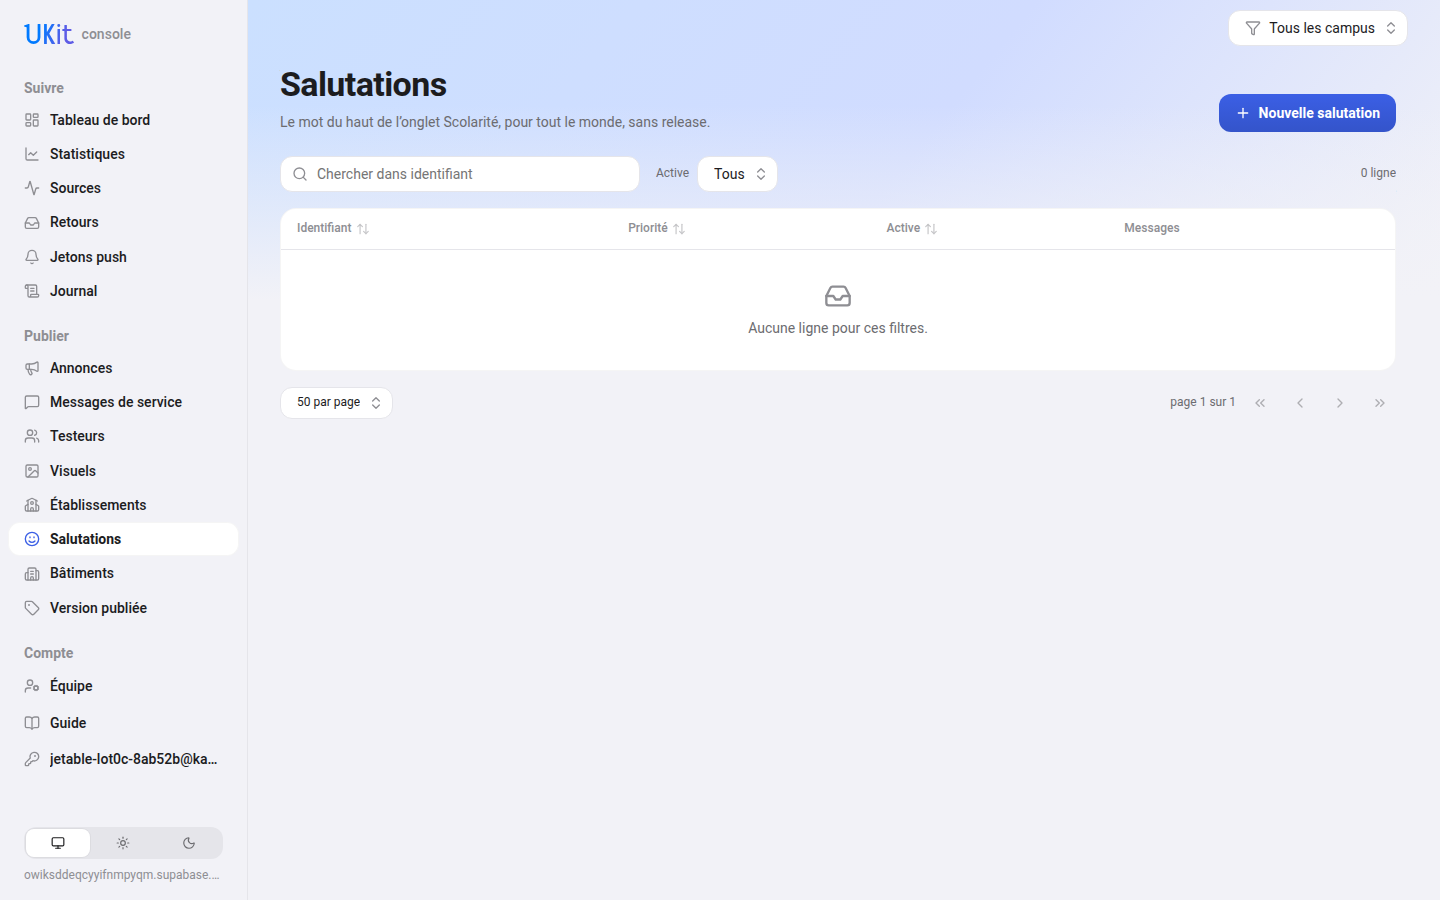 UKit console
Tous les campus
Suivre
Tableau de bord
Statistiques
Sources
Retours
Jetons push
Journal
Publier
Annonces
Messages de service
Testeurs
Visuels
Établissements
Salutations
Bâtiments
Version publiée
Compte
Équipe
Guide
jetable-lot0c-8ab52b@ka...
owiksddeqcyyifnmpyqm.supabase....
Salutations
Le mot du haut de l'onglet Scolarité, pour tout le monde, sans release.
Nouvelle salutation
Chercher dans identifiant
Active
Tous
0 ligne
Identifiant
Priorité
Active
Messages
Aucune ligne pour ces filtres.
50 par page
page 1 sur 1